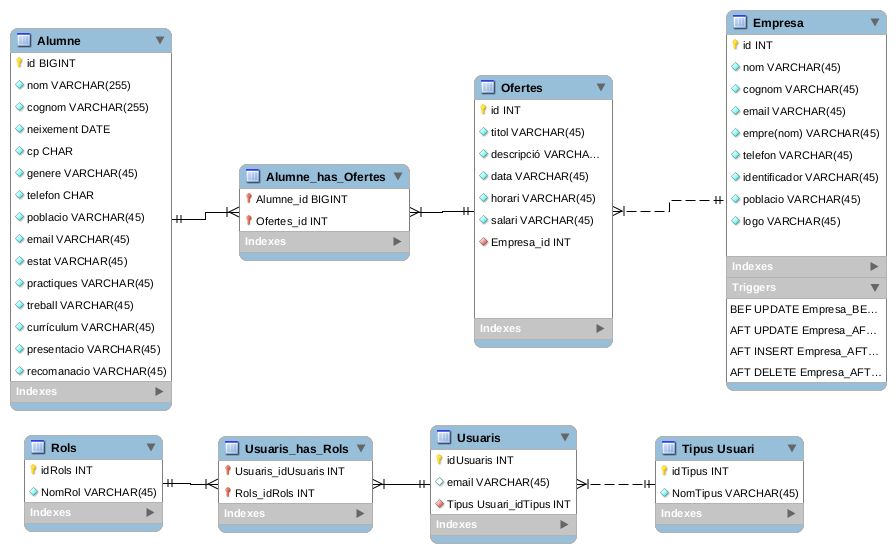 Alumne
id BIGINT
nom VARCHAR(255)
cognom VARCHAR(255)
neixement DATE
cp CHAR
genere VARCHAR(45)
telefon CHAR
poblacio VARCHAR(45)
email VARCHAR(45)
estat VARCHAR(45)
practiques VARCHAR(45)
treball VARCHAR(45)
currículum VARCHAR(45)
presentacio VARCHAR(45)
recomanacio VARCHAR(45)
Indexes
Alumne_has_Ofertes
Alumne_id BIGINT
Ofertes_id INT
Indexes
Ofertes
id INT
titol VARCHAR(45)
descripció VARCHA...
data VARCHAR(45)
horari VARCHAR(45)
salari VARCHAR(45)
Empresa_id INT
Indexes
Empresa
id INT
nom VARCHAR(45)
cognom VARCHAR(45)
email VARCHAR(45)
empre(nom) VARCHAR(45)
telefon VARCHAR(45)
identificador VARCHAR(45)
poblacio VARCHAR(45)
logo VARCHAR(45)
Indexes
Triggers
BEF UPDATE Empresa_BE...
AFT UPDATE Empresa_AF...
AFT INSERT Empresa_AFT...
AFT DELETE Empresa_AFT...
Rols
idRols INT
NomRol VARCHAR(45)
Indexes
Usuaris_has_Rols
Usuaris_idUsuaris INT
Rols_idRols INT
Indexes
Usuaris
idUsuaris INT
email VARCHAR(45)
Tipus Usuari_idTipus INT
Indexes
Tipus Usuari
idTipus INT
NomTipus VARCHAR(45)
Indexes